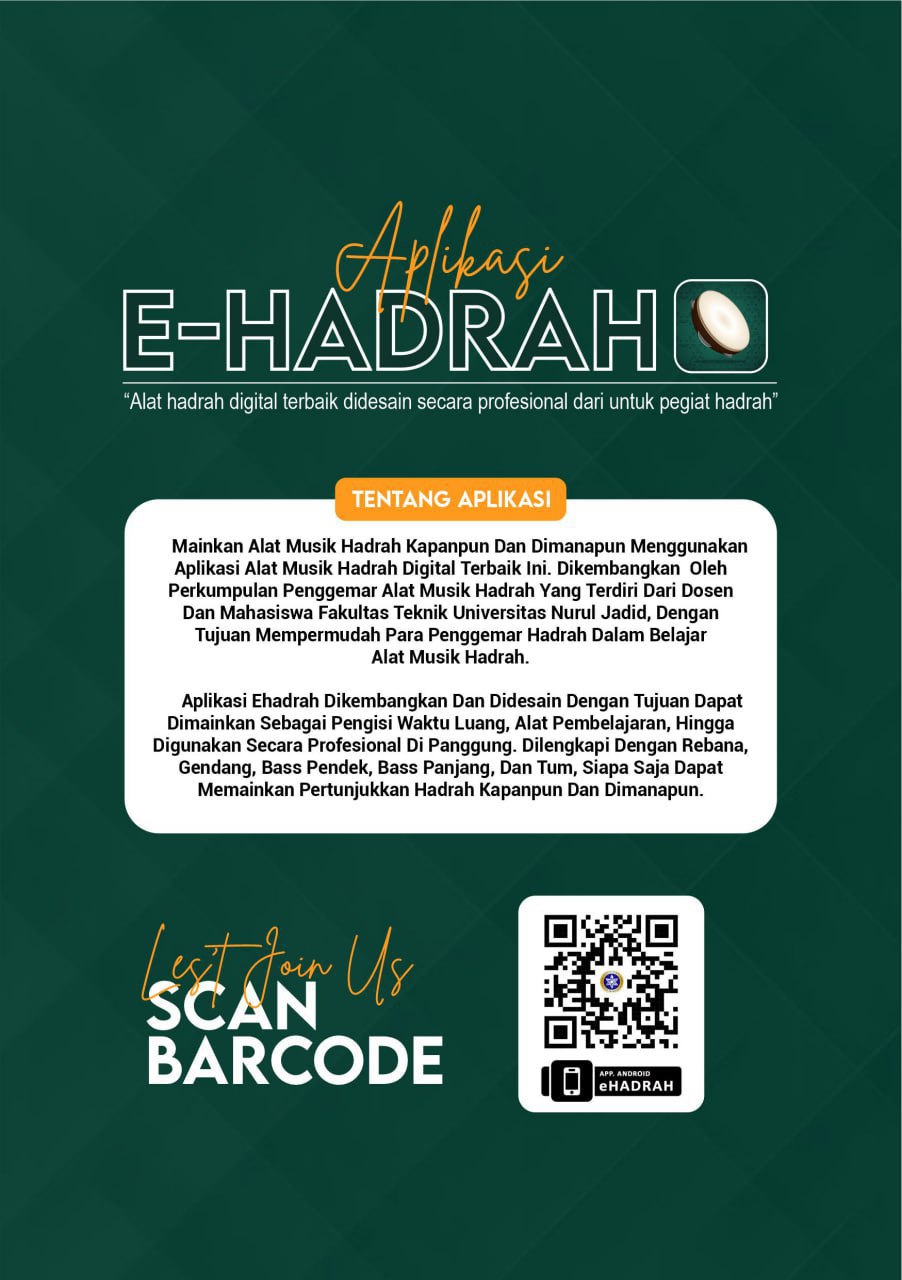 Aplikasi
E-HADRAH
“Alat hadrah digital terbaik didesain secara profesional dari untuk pegiat hadrah”
TENTANG APLIKASI
Mainkan Alat Musik Hadrah Kapanpun Dan Dimanapun Menggunakan
Aplikasi Alat Musik Hadrah Digital Terbaik Ini. Dikembangkan Oleh
Perkumpulan Penggemar Alat Musik Hadrah Yang Terdiri Dari Dosen
Dan Mahasiswa Fakultas Teknik Universitas Nurul Jadid, Dengan
Tujuan Mempermudah Para Penggemar Hadrah Dalam Belajar
Alat Musik Hadrah.
Aplikasi Ehadrah Dikembangkan Dan Didesain Dengan Tujuan Dapat
Dimainkan Sebagai Pengisi Waktu Luang, Alat Pembelajaran, Hingga
Digunakan Secara Profesional Di Panggung. Dilengkapi Dengan Rebana,
Gendang, Bass Pendek, Bass Panjang, Dan Tum, Siapa Saja Dapat
Memainkan Pertunjukkan Hadrah Kapanpun Dan Dimanapun.
Les't Join Us
SCAN
BARCODE
APP. ANDROID
eHADRAH